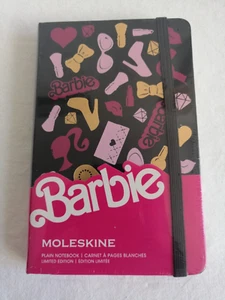 Barbie
Barbie
Barbie
MOLESKINE
PLAIN NOTEBOOK | CARNET À PAGES BLANCHES
LIMITED EDITION | ÉDITION LIMITÉE